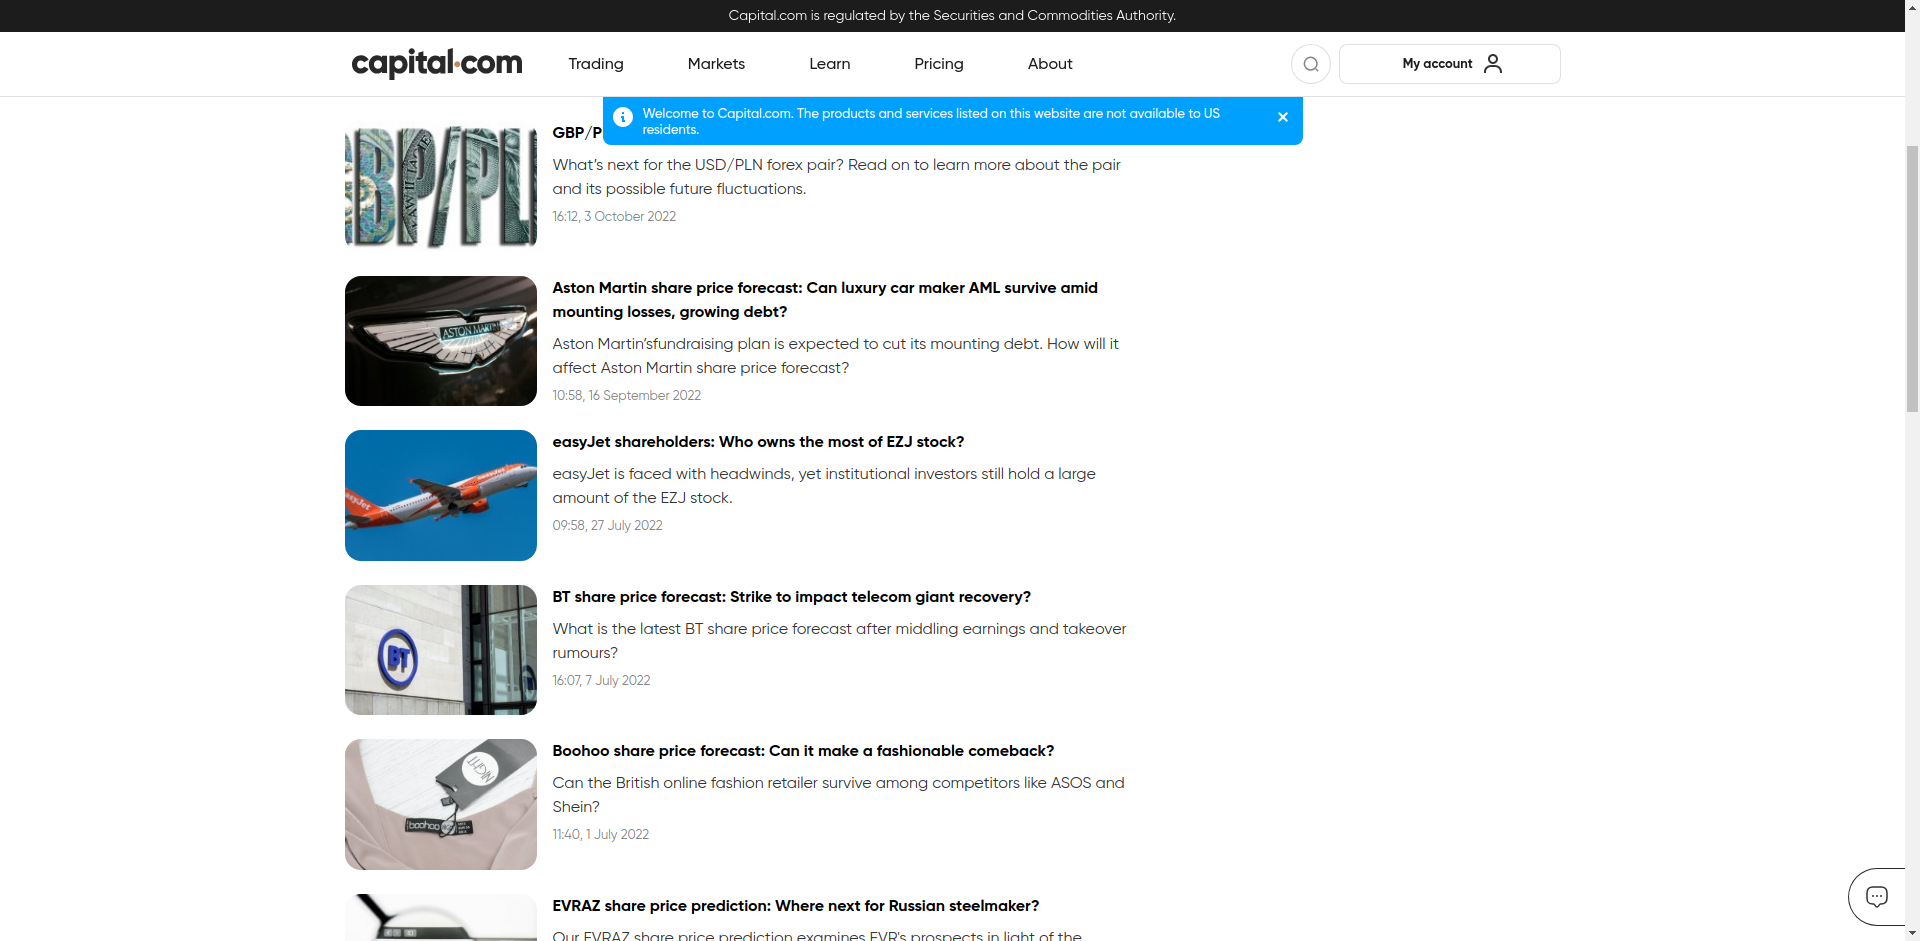 Capital.com is regulated by the Securities and Commodities Authority.
capital.com
Trading
Markets
Learn
Pricing
About
My account
Welcome to Capital.com. The products and services listed on this website are not available to US
residents.
GBP/P
What's next for the USD/PLN forex pair? Read on to learn more about the pair
and its possible future fluctuations.
16:12, 3 October 2022
ASTON MARTIN
Aston Martin share price forecast: Can luxury car maker AML survive amid
mounting losses, growing debt?
Aston Martin'sfundraising plan is expected to cut its mounting debt. How will it
affect Aston Martin share price forecast?
10:58, 16 September 2022
easyJet
easyJet shareholders: Who owns the most of EZJ stock?
easyJet is faced with headwinds, yet institutional investors still hold a large
amount of the EZJ stock.
09:58, 27 July 2022
BT
BT share price forecast: Strike to impact telecom giant recovery?
What is the latest BT share price forecast after middling earnings and takeover
rumours?
16:07, 7 July 2022
NIGHT
boohoo
Boohoo share price forecast: Can it make a fashionable comeback?
Can the British online fashion retailer survive among competitors like ASOS and
Shein?
11:40, 1 July 2022
EVRAZ share price prediction: Where next for Russian steelmaker?
Our EVRAZ share price prediction examines EVR's prospects in light of the